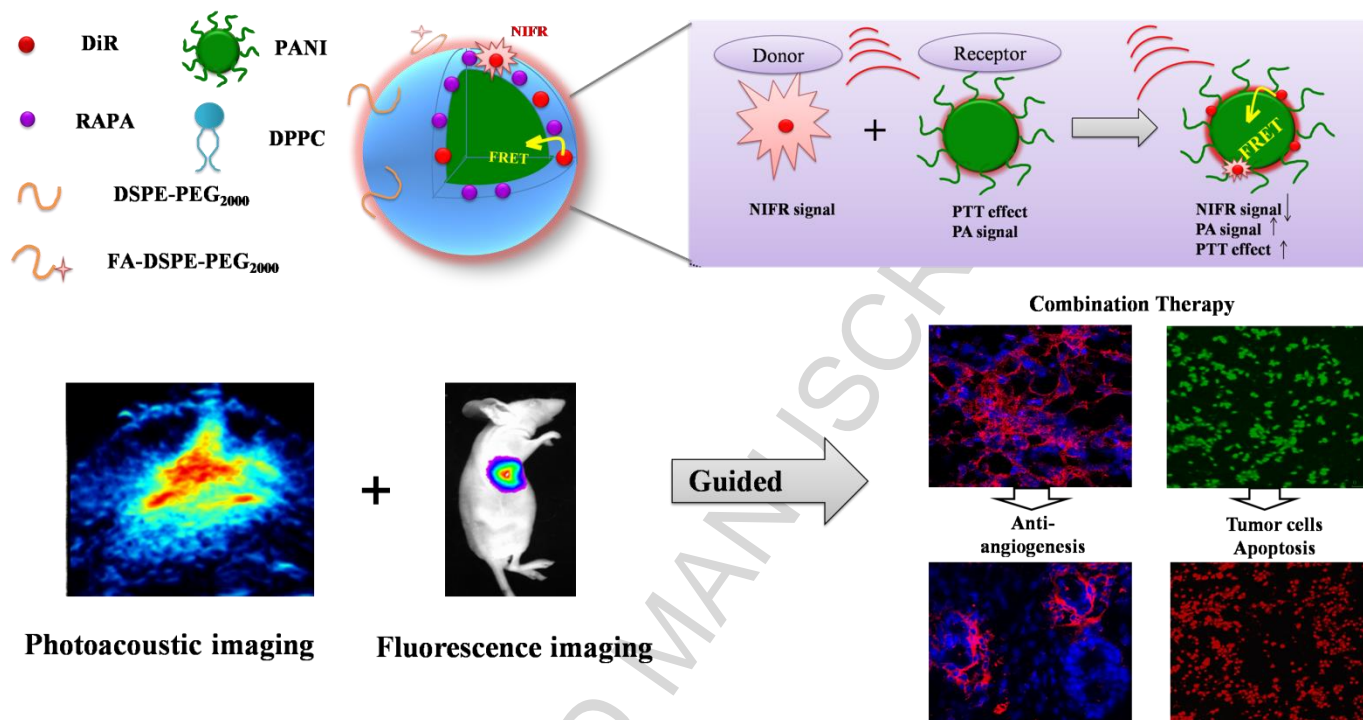 DiR
PANI
RAPA
DPPC
DSPE-PEG2000
FA-DSPE-PEG2000
NIFR
FRET
Donor
Receptor
+
NIFR signal
PTT effect
PA signal
FRET
NIFR signal ↓
PA signal ↑
PTT effect ↑
Combination Therapy
+
Guided
Anti-
angiogenesis
Tumor cells
Apoptosis
Photoacoustic imaging
Fluorescence imaging